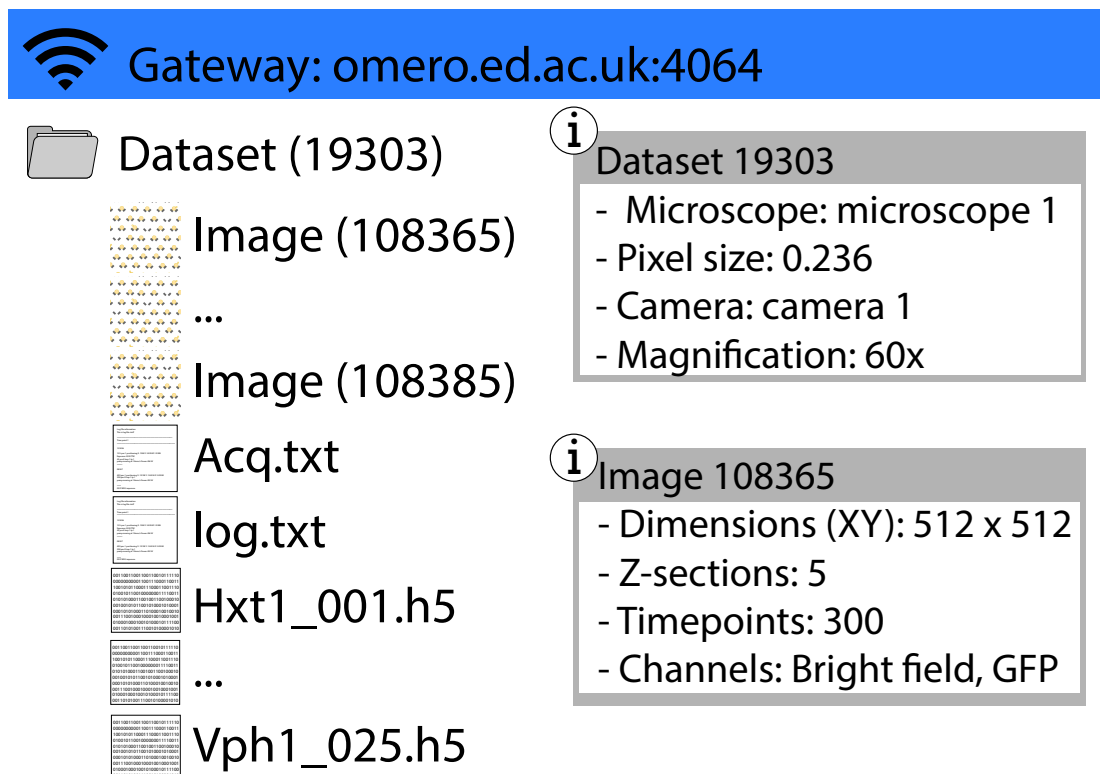 Gateway: omero.ed.ac.uk:4064
Dataset (19303)
Image (108365)
...
Image (108385)
Acq.txt
log.txt
Hxt1_001.h5
...
Vph1_025.h5
i
Dataset 19303
- Microscope: microscope 1
- Pixel size: 0.236
- Camera: camera 1
- Magnification: 60x
i
Image 108365
- Dimensions (XY): 512 x 512
- Z-sections: 5
- Timepoints: 300
- Channels: Bright field, GFP